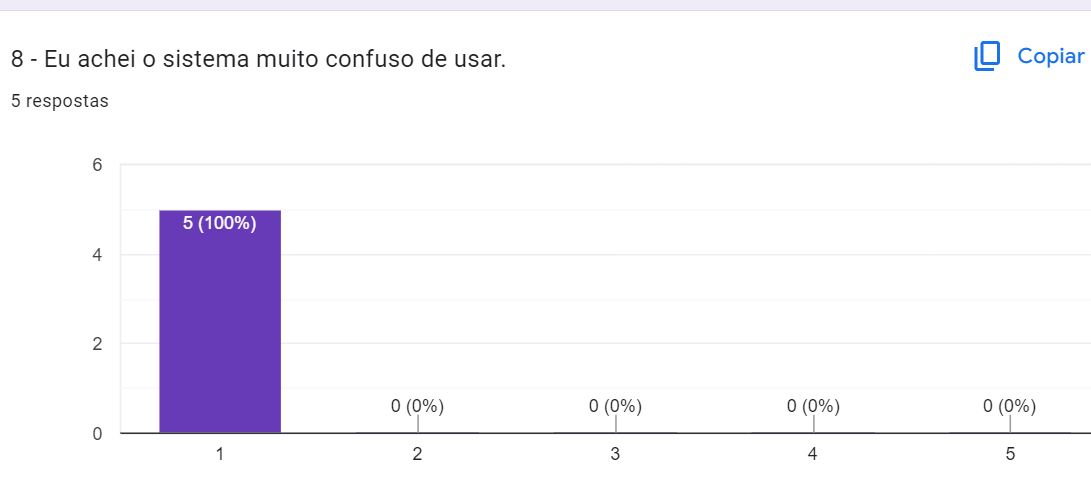 8 - Eu achei o sistema muito confuso de usar.
Copiar
5 respostas
6
5 (100%)
4
2
0 (0%) 0 (0%) 0 (0%) 0 (0%)
0
1 2 3 4 5